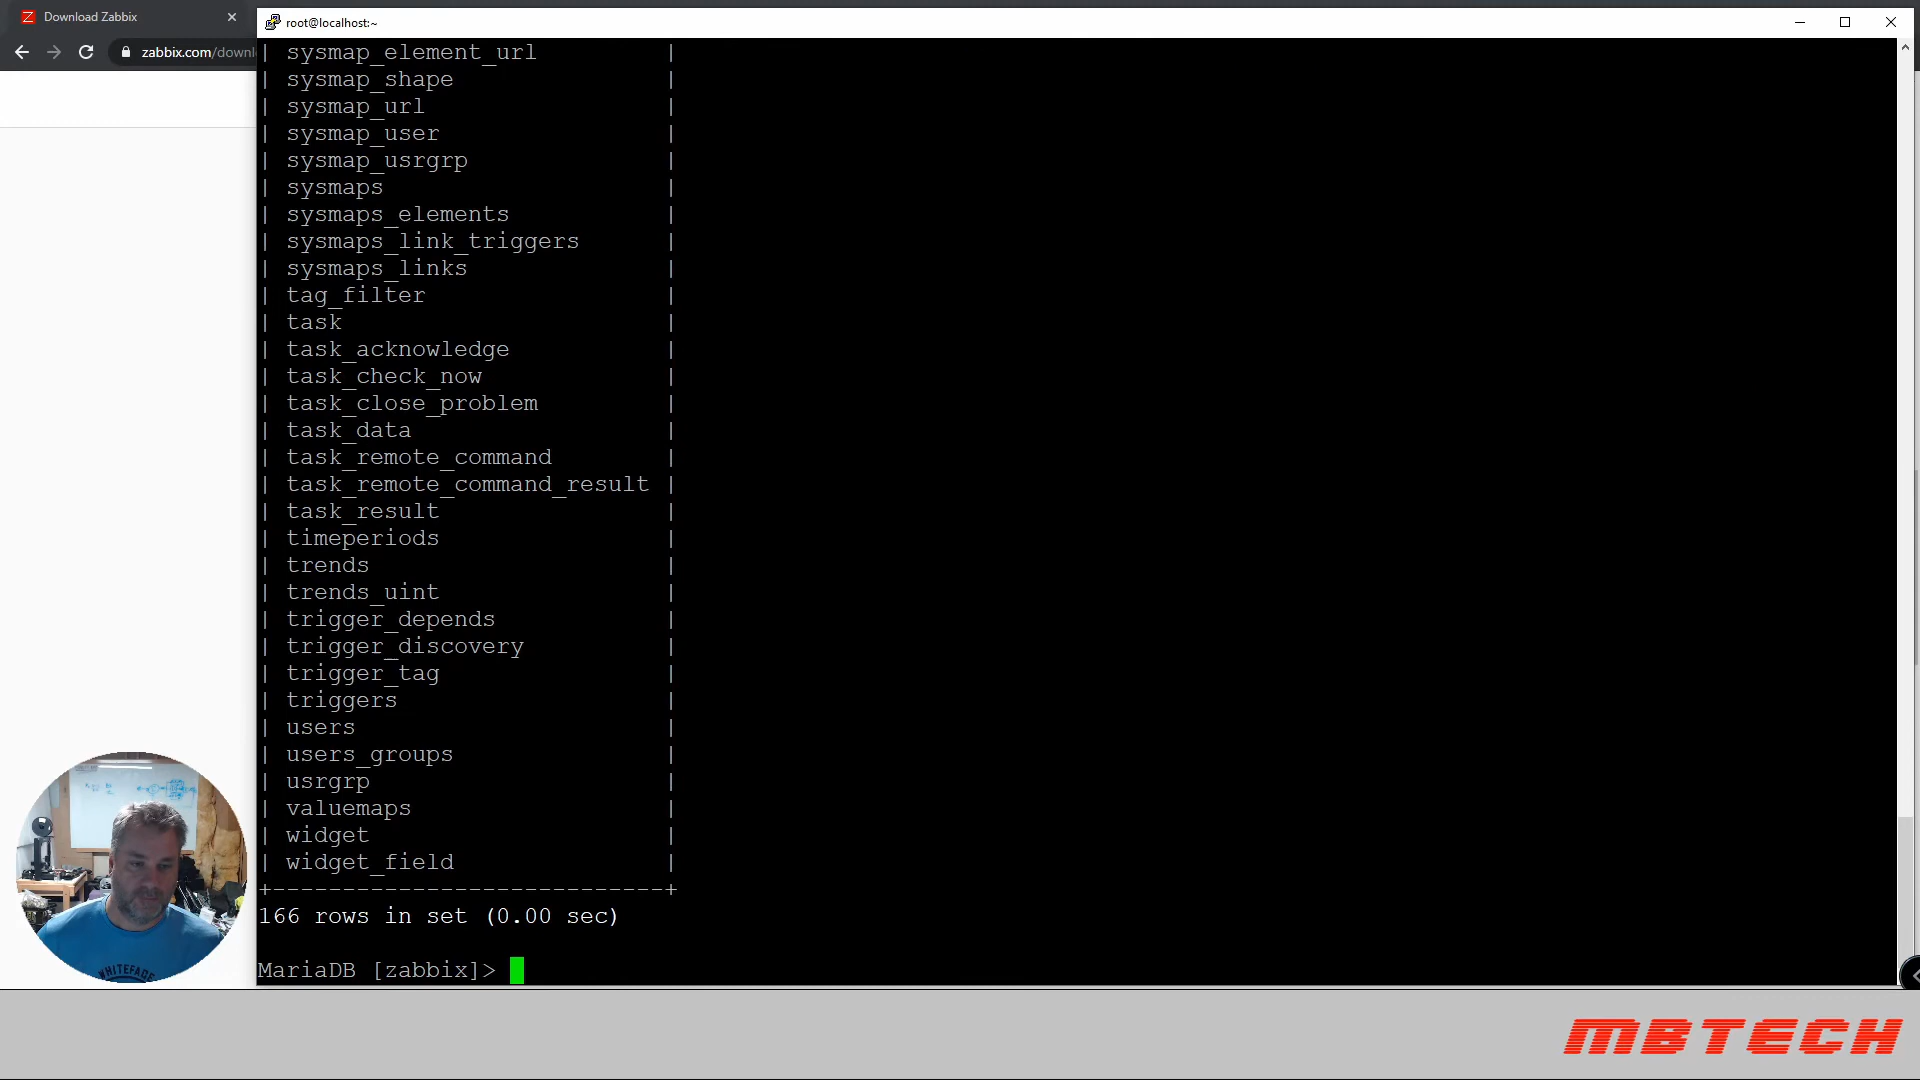 Download Zabbix
zabbix.com/downl
root@localhost:~
| sysmap_element_url |
| sysmap_shape |
| sysmap_url |
| sysmap_user |
| sysmap_usrgrp |
| sysmaps |
| sysmaps_elements |
| sysmaps_link_triggers |
| sysmaps_links |
| tag_filter |
| task |
| task_acknowledge |
| task_check_now |
| task_close_problem |
| task_data |
| task_remote_command |
| task_remote_command_result |
| task_result |
| timeperiods |
| trends |
| trends_uint |
| trigger_depends |
| trigger_discovery |
| trigger_tag |
| triggers |
| users |
| users_groups |
| usrgrp |
| valuemaps |
| widget |
| widget_field |
+----------------------------+
166 rows in set (0.00 sec)
MariaDB [zabbix]>
WHITEFACE
MBTECH